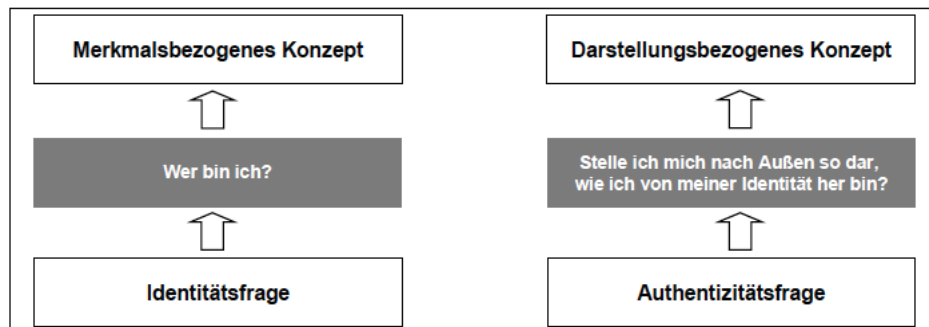 Merkmalsbezogenes Konzept
Darstellungsbezogenes Konzept
Wer bin ich?
Stelle ich mich nach Außen so dar,
wie ich von meiner Identität her bin?
Identitätsfrage
Authentizitätsfrage